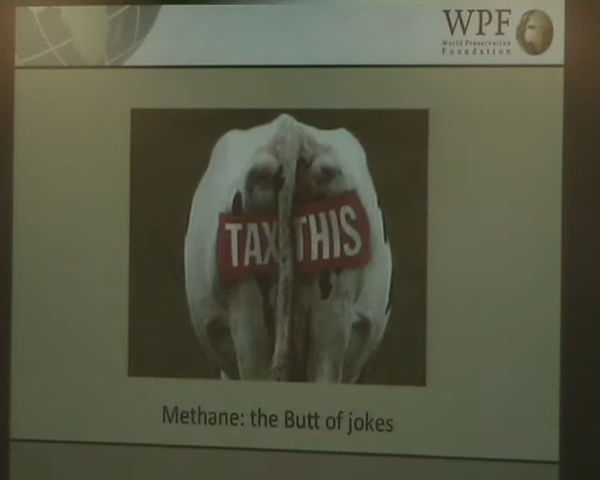 WPF
World Preservation
Foundation
TAX THIS
Methane: the Butt of jokes